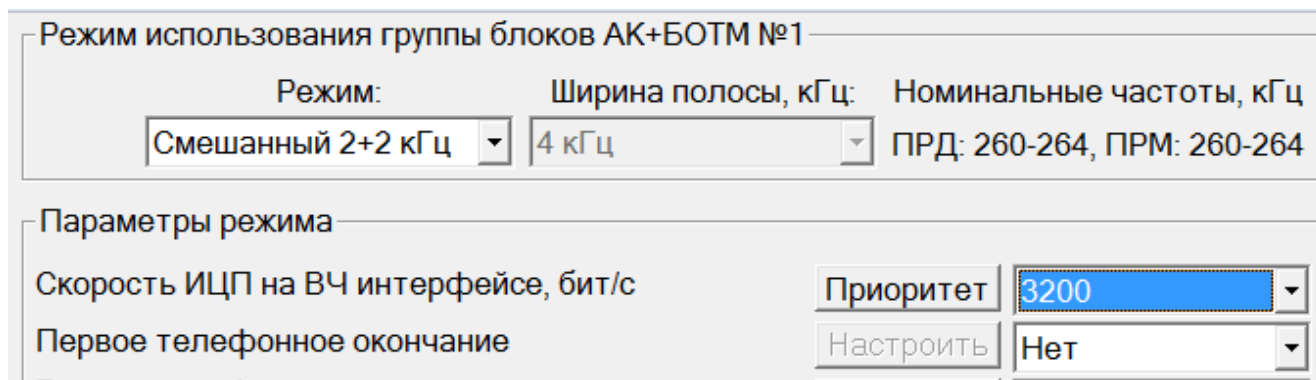 Режим использования группы блоков АК+БОТМ №1
Режим: Ширина полосы, кГц: Номинальные частоты, кГц
Смешанный 2+2 кГц 4 кГц ПРД: 260-264, ПРМ: 260-264
Параметры режима
Скорость ИЦП на ВЧ интерфейсе, бит/с Приоритет 3200
Первое телефонное окончание Настроить Нет